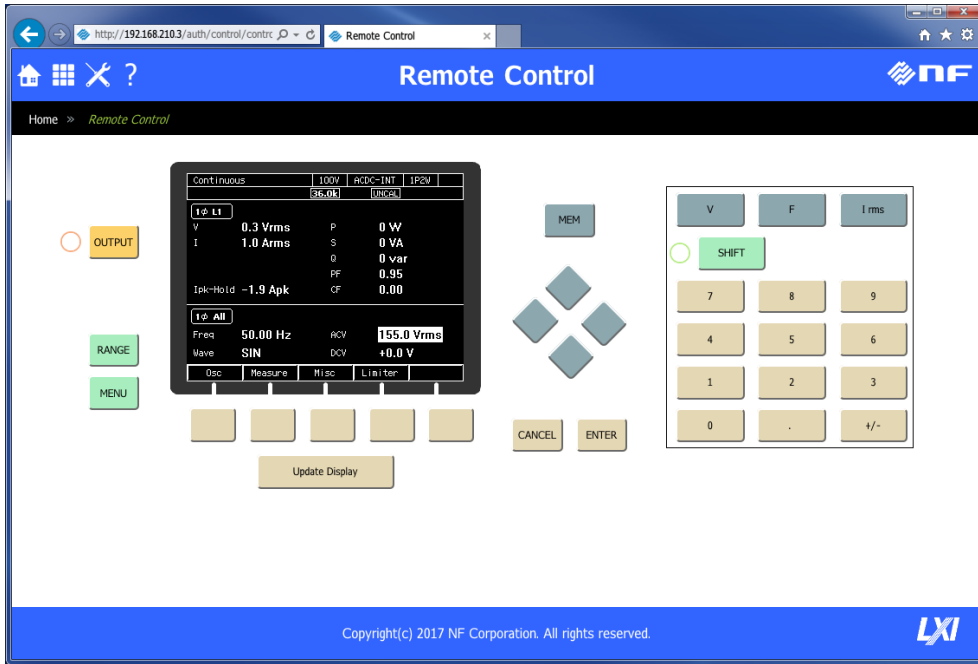 http://192.168.210.3/auth/control/contrc
Remote Control
Remote Control
nF
Home » Remote Control
Continuous 100V ACDC-INT 1P2W
36.0k UNCAL
1φ L1
V 0.3 Vrms P 0 W
I 1.0 Arms S 0 VA
Q 0 var
PF 0.95
Ipk-Hold -1.9 Apk CF 0.00
1φ All
Freq 50.00 Hz ACV 155.0 Vrms
Wave SIN DCV +0.0 V
Osc Measure Misc Limiter
OUTPUT
RANGE
MENU
Update Display
MEM
CANCEL ENTER
V F I rms
SHIFT
7 8 9
4 5 6
1 2 3
0 . +/-
Copyright(c) 2017 NF Corporation. All rights reserved.
LXI